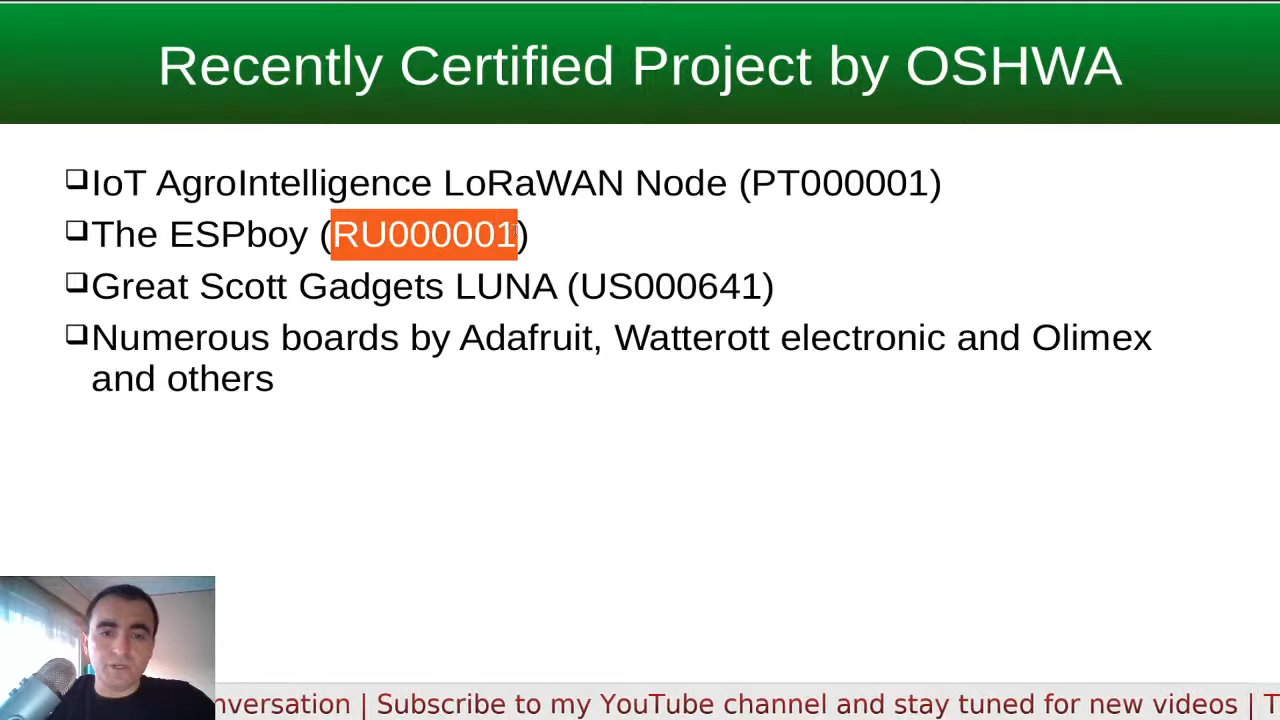 Recently Certified Project by OSHWA
IoT AgroIntelligence LoRaWAN Node (PT000001)
The ESPboy (RU000001)
Great Scott Gadgets LUNA (US000641)
Numerous boards by Adafruit, Watterott electronic and Olimex
and others
nversation | Subscribe to my YouTube channel and stay tuned for new videos | T